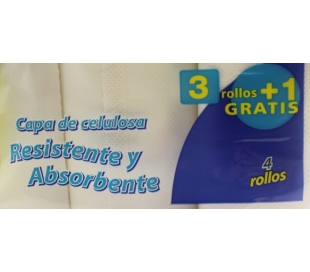 3 rollos +1
GRATIS
Capa de celulosa
Resistente y
Absorbente
4
rollos